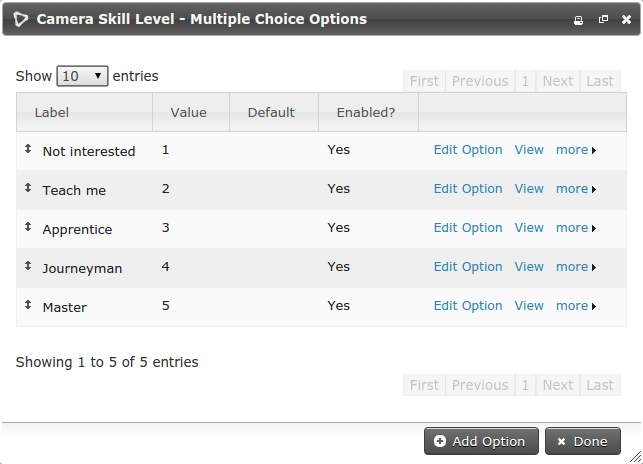 Camera Skill Level - Multiple Choice Options
Show 10 entries
First Previous 1 Next Last
Label Value Default Enabled?
Not interested 1 Yes Edit Option View more
Teach me 2 Yes Edit Option View more
Apprentice 3 Yes Edit Option View more
Journeyman 4 Yes Edit Option View more
Master 5 Yes Edit Option View more
Showing 1 to 5 of 5 entries
First Previous 1 Next Last
Add Option Done